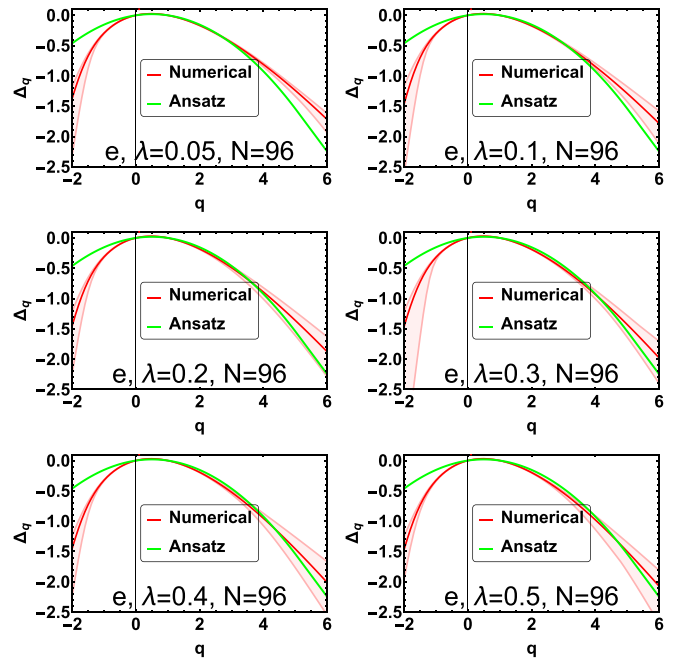 0.0 0.0
−0.5 −0.5
Δq Δq
−1.0 Numerical −1.0 Numerical
−1.5 Ansatz −1.5 Ansatz
−2.0 −2.0
e, λ=0.05, N=96 e, λ=0.1, N=96
−2.5 −2.5
−2 0 2 4 6 −2 0 2 4 6
q q
0.0 0.0
−0.5 −0.5
Δq Δq
−1.0 Numerical −1.0 Numerical
−1.5 Ansatz −1.5 Ansatz
−2.0 −2.0
e, λ=0.2, N=96 e, λ=0.3, N=96
−2.5 −2.5
−2 0 2 4 6 −2 0 2 4 6
q q
0.0 0.0
−0.5 −0.5
Δq Δq
−1.0 Numerical −1.0 Numerical
−1.5 Ansatz −1.5 Ansatz
−2.0 −2.0
e, λ=0.4, N=96 e, λ=0.5, N=96
−2.5 −2.5
−2 0 2 4 6 −2 0 2 4 6
q q